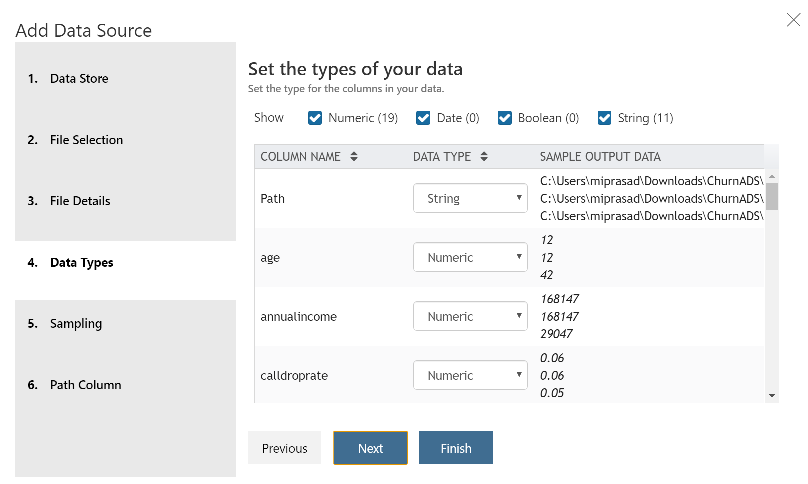 Add Data Source
1. Data Store
2. File Selection
3. File Details
4. Data Types
5. Sampling
6. Path Column
Set the types of your data
Set the type for the columns in your data.
Show Numeric (19) Date (0) Boolean (0) String (11)
COLUMN NAME DATA TYPE SAMPLE OUTPUT DATA
Path String
C:\Users\miprasad\Downloads\ChurnADS\
C:\Users\miprasad\Downloads\ChurnADS\
C:\Users\miprasad\Downloads\ChurnADS\
age Numeric
12
12
42
annualincome Numeric
168147
168147
29047
calldroprate Numeric
0.06
0.06
0.05
Previous Next Finish